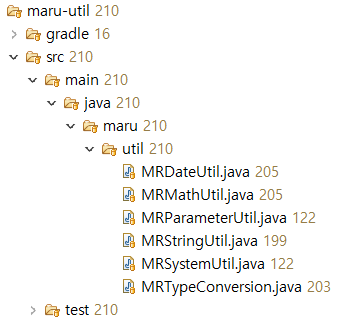 maru-util 210
gradle 16
src 210
main 210
java 210
maru 210
util 210
MRDateUtil.java 205
MRMathUtil.java 205
MRParameterUtil.java 122
MRStringUtil.java 199
MRSystemUtil.java 122
MRTypeConversion.java 203
test 210